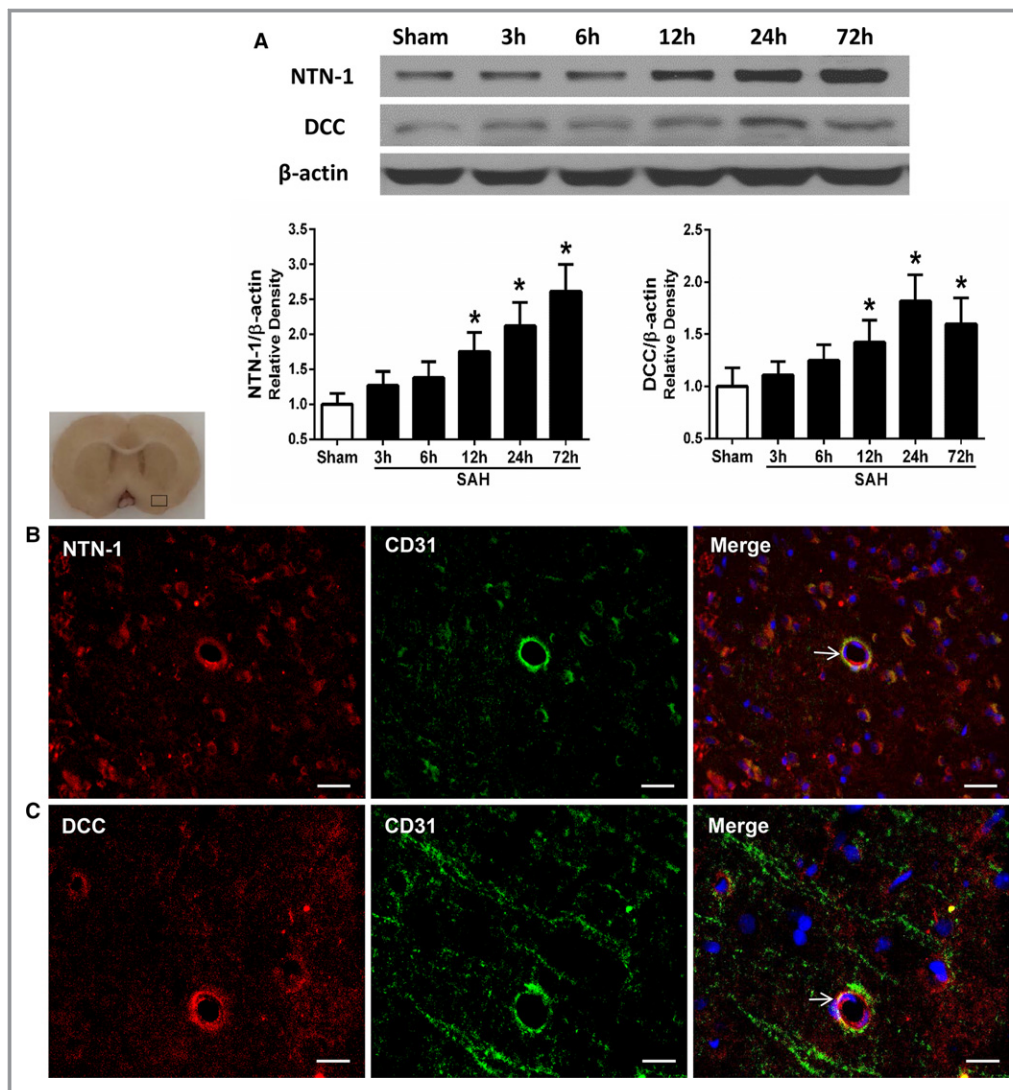 A
Sham 3h 6h 12h 24h 72h
NTN-1
DCC
β-actin
NTN-1/β-actin
Relative Density
3.5
3.0
2.5
2.0
1.5
1.0
0.5
*
*
*
Sham 3h 6h 12h 24h 72h
SAH
DCC/β-actin
Relative Density
2.5
2.0
1.5
1.0
0.5
*
*
*
Sham 3h 6h 12h 24h 72h
SAH
B
NTN-1 CD31 Merge
C
DCC CD31 Merge